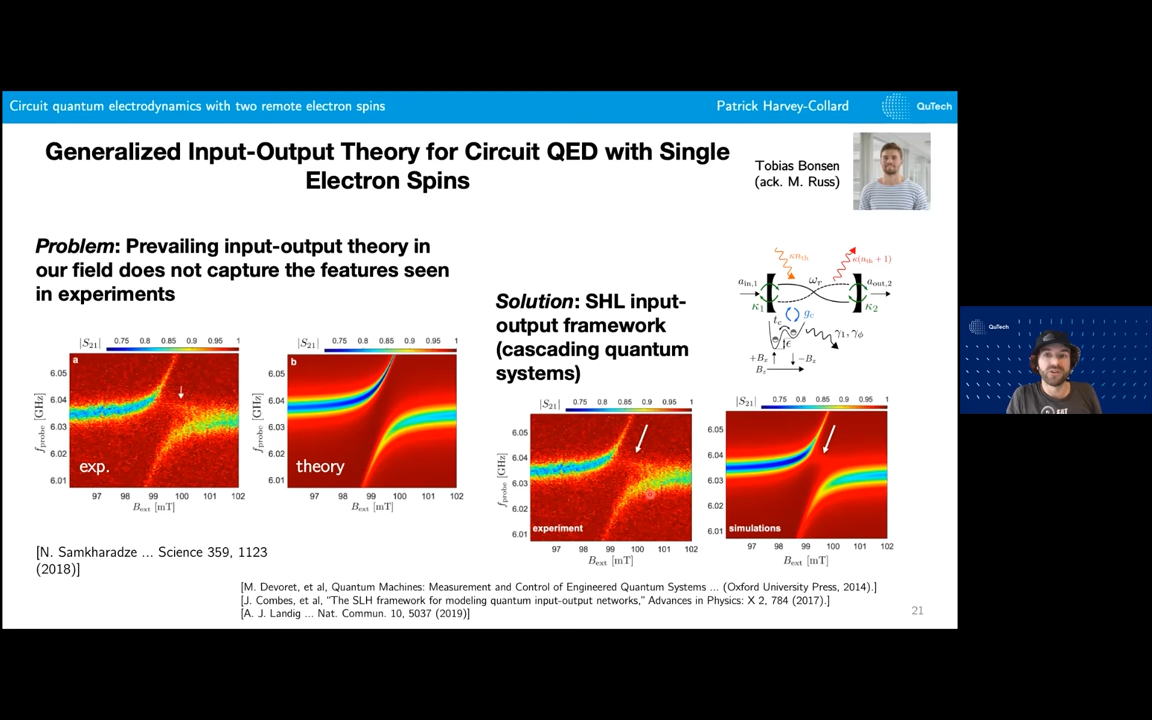 Circuit quantum electrodynamics with two remote electron spins
Patrick Harvey-Collard
QuTech
Generalized Input-Output Theory for Circuit QED with Single
Electron Spins
Tobias Bonsen
(ack. M. Russ)
Problem: Prevailing input-output theory in
our field does not capture the features seen
in experiments
Solution: SHL input-
output framework
(cascading quantum
systems)
κn_th
κ(n_th + 1)
a_in,1
ω_r
a_out,2
κ_1
κ_2
g_c
t_c
ϵ
γ_1, γ_ϕ
+B_x
−B_x
B_z
|S_21| 0.75 0.8 0.85 0.9 0.95 1
a
6.05
6.04
6.03
6.02
6.01
f_probe [GHz]
exp.
97 98 99 100 101 102
B_ext [mT]
|S_21| 0.75 0.8 0.85 0.9 0.95 1
b
6.05
6.04
6.03
6.02
6.01
f_probe [GHz]
theory
97 98 99 100 101 102
B_ext [mT]
|S_21| 0.75 0.8 0.85 0.9 0.95 1
6.05
6.04
6.03
6.02
6.01
f_probe [GHz]
experiment
97 98 99 100 101 102
B_ext [mT]
|S_21| 0.75 0.8 0.85 0.9 0.95 1
6.05
6.04
6.03
6.02
6.01
f_probe [GHz]
simulations
97 98 99 100 101 102
B_ext [mT]
[N. Samkharadze ... Science 359, 1123
(2018)]
[M. Devoret, et al, Quantum Machines: Measurement and Control of Engineered Quantum Systems ... (Oxford University Press, 2014).]
[J. Combes, et al, "The SLH framework for modeling quantum input-output networks," Advances in Physics: X 2, 784 (2017).]
[A. J. Landig ... Nat. Commun. 10, 5037 (2019)]
21
QuTech